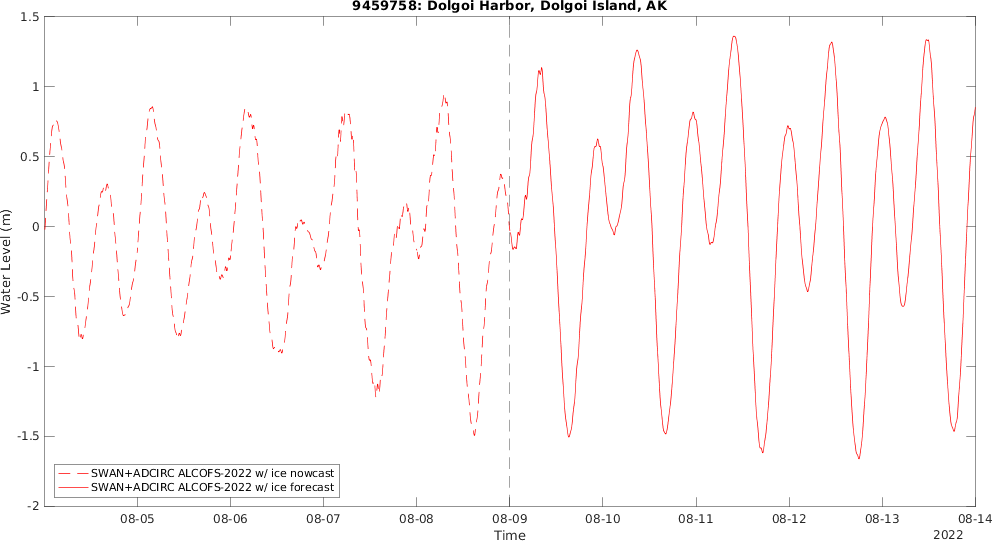 9459758: Dolgoi Harbor, Dolgoi Island, AK
1.5
1
0.5
0
-0.5
-1
-1.5
-2
Water Level (m)
SWAN+ADCIRC ALCOFS-2022 w/ ice nowcast
SWAN+ADCIRC ALCOFS-2022 w/ ice forecast
08-05 08-06 08-07 08-08 08-09 08-10 08-11 08-12 08-13 08-14
Time
2022